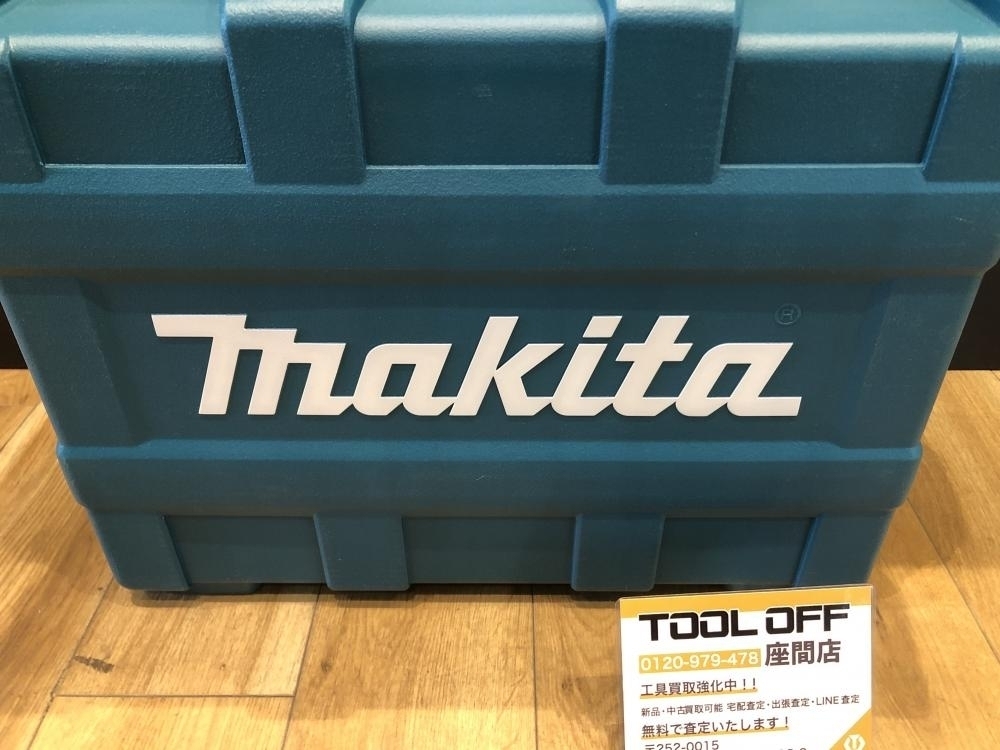 makita
®
TOOL OFF
0120-979-478 座間店
工具買取強化中!!
新品・中古買取可能 宅配査定・出張査定・LINE査定
無料で査定いたします!
〒252-0015